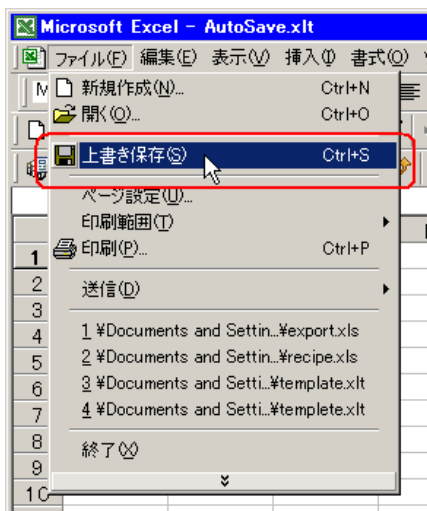 Microsoft Excel - AutoSave.xlt
ファイル(F) 編集(E) 表示(V) 挿入(I) 書式(O)
新規作成(N)... Ctrl+N
開く(O)... Ctrl+O
上書き保存(S) Ctrl+S
ページ設定(U)...
印刷範囲(T)
印刷(P)... Ctrl+P
送信(D)
1 ¥Documents and Settin...¥export.xls
2 ¥Documents and Settin...¥recipe.xls
3 ¥Documents and Setti...¥template.xlt
4 ¥Documents and Setti...¥templete.xlt
終了(X)
1
2
3
4
5
6
7
8
9
10